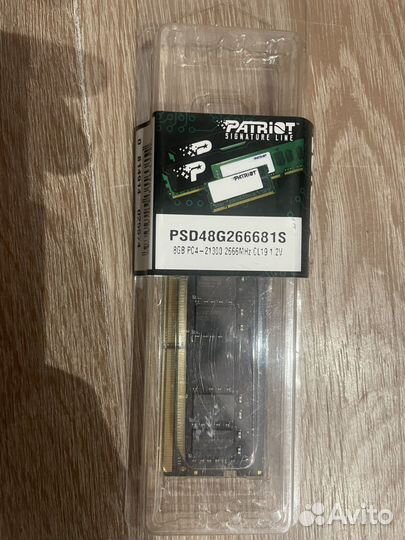 PATRIOT
SIGNATURE LINE
PSD48G266681S
8GB PC4-21300 2666MHz CL19 1.2V
Avito